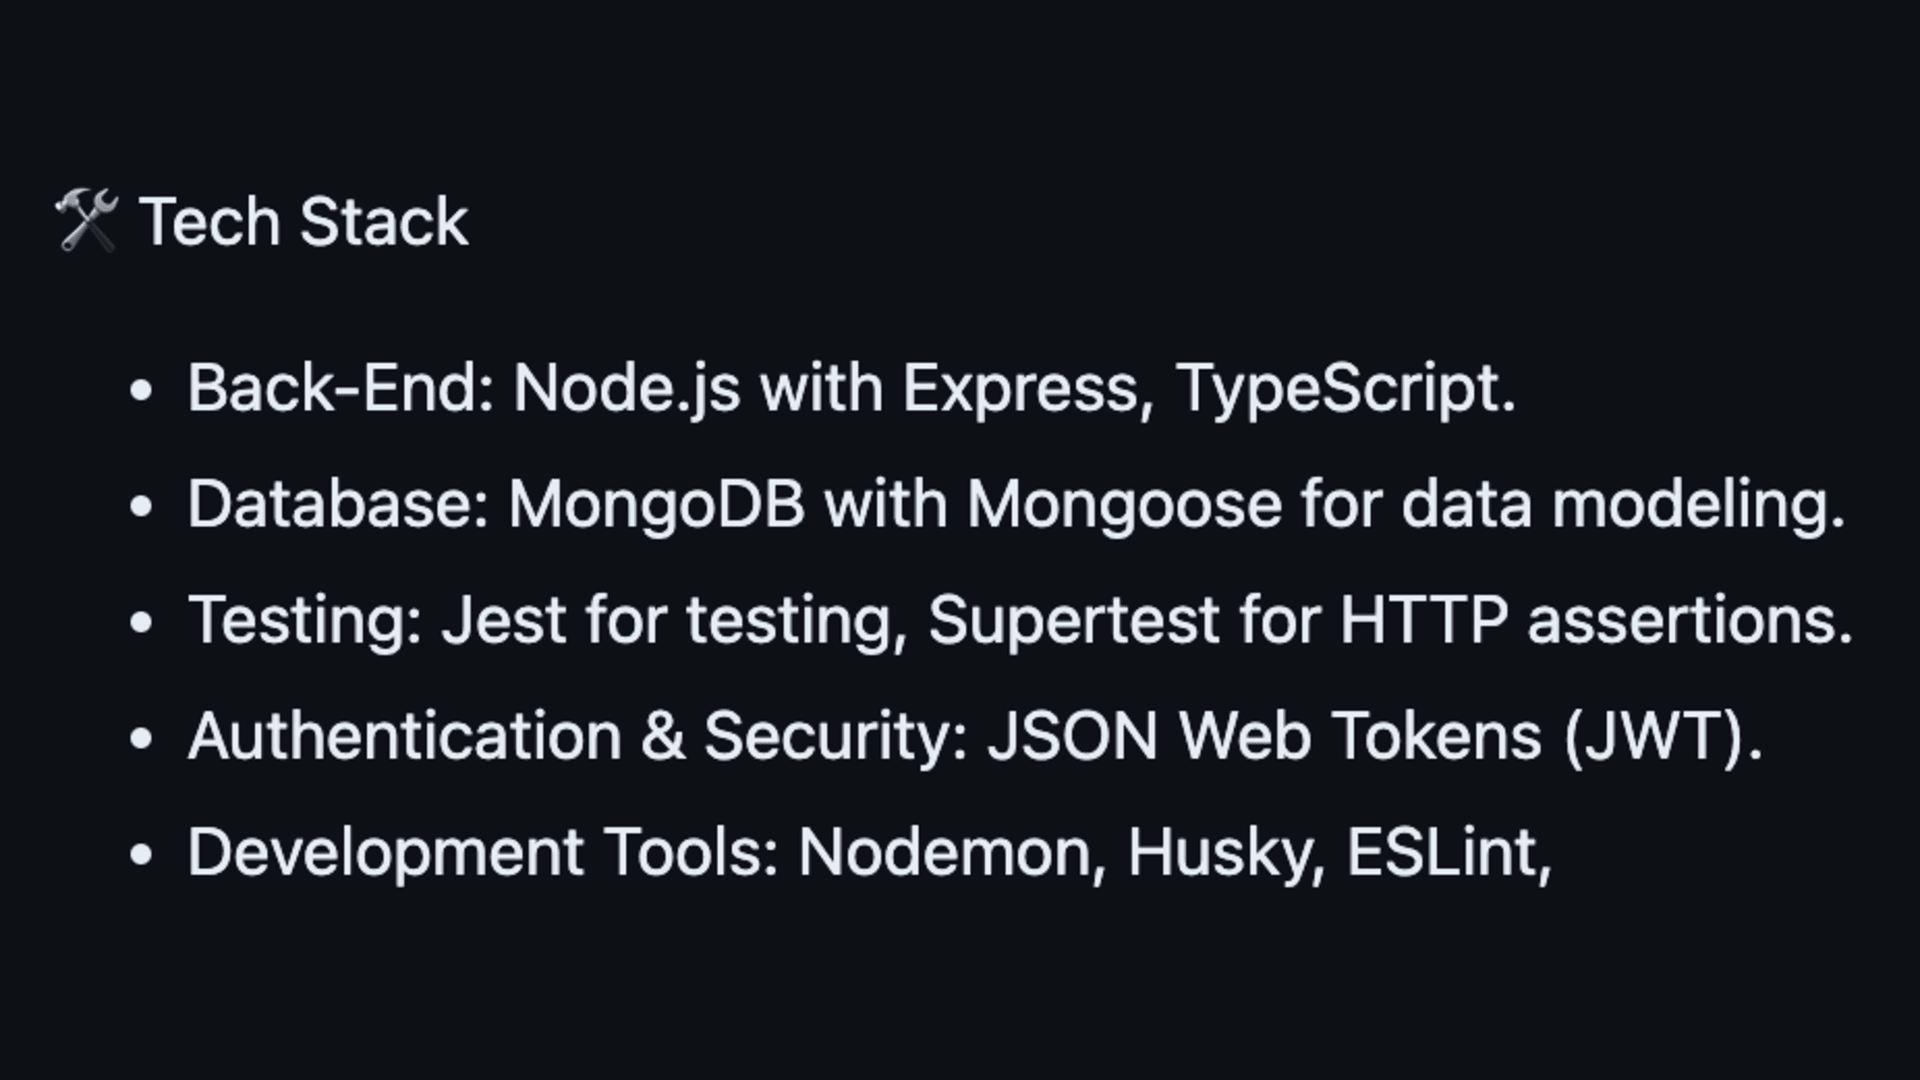 🛠 Tech Stack
• Back-End: Node.js with Express, TypeScript.
• Database: MongoDB with Mongoose for data modeling.
• Testing: Jest for testing, Supertest for HTTP assertions.
• Authentication & Security: JSON Web Tokens (JWT).
• Development Tools: Nodemon, Husky, ESLint,